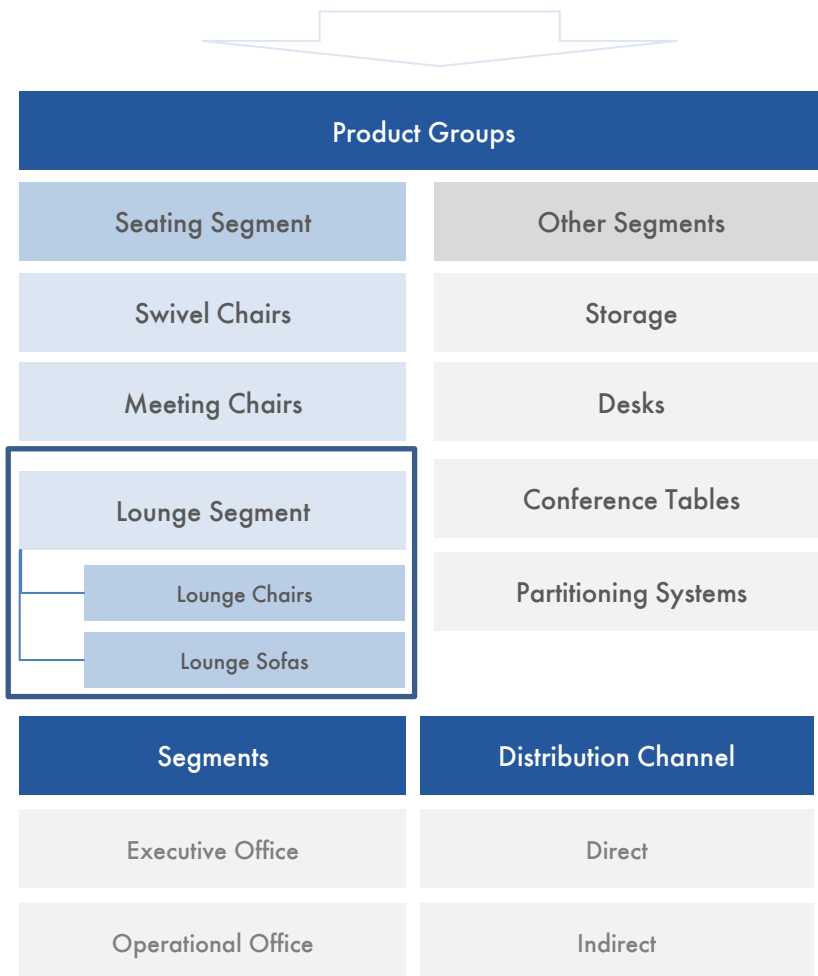 Product Groups
Seating Segment
Other Segments
Swivel Chairs
Storage
Meeting Chairs
Desks
Lounge Segment
Conference Tables
Lounge Chairs
Partitioning Systems
Lounge Sofas
Segments
Distribution Channel
Executive Office
Direct
Operational Office
Indirect